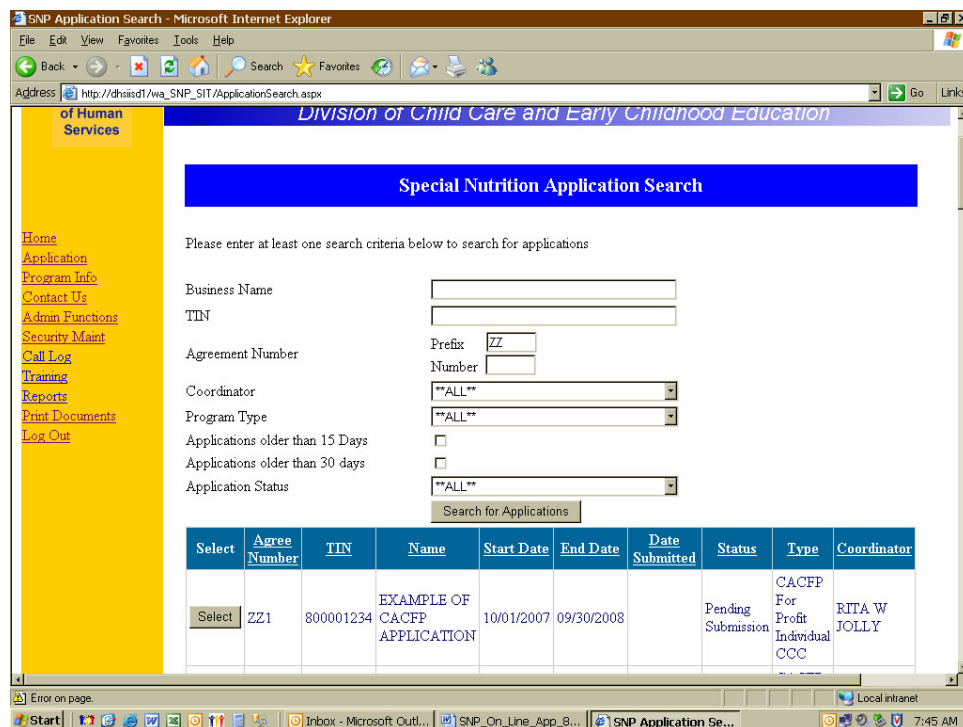 SNP Application Search - Microsoft Internet Explorer
File Edit View Favorites Tools Help
Back Search Favorites
Address http://dhsiisd1/wa_SNP_SIT/ApplicationSearch.aspx Go Links
of Human
Services
Division of Child Care and Early Childhood Education
Special Nutrition Application Search
Home
Application
Program Info
Contact Us
Admin Functions
Security Maint
Call Log
Training
Reports
Print Documents
Log Out
Please enter at least one search criteria below to search for applications
Business Name
TIN
Agreement Number
Prefix ZZ
Number
Coordinator **ALL**
Program Type **ALL**
Applications older than 15 Days
Applications older than 30 days
Application Status **ALL**
Search for Applications
Select Agree Number TIN Name Start Date End Date Date Submitted Status Type Coordinator
Select ZZ1 800001234 EXAMPLE OF CACFP APPLICATION 10/01/2007 09/30/2008 Pending Submission CACFP For Profit Individual CCC RITA W JOLLY
Error on page. Local intranet
Start Inbox - Microsoft Outl... SNP_On_Line_App_8... SNP Application Se... 7:45 AM